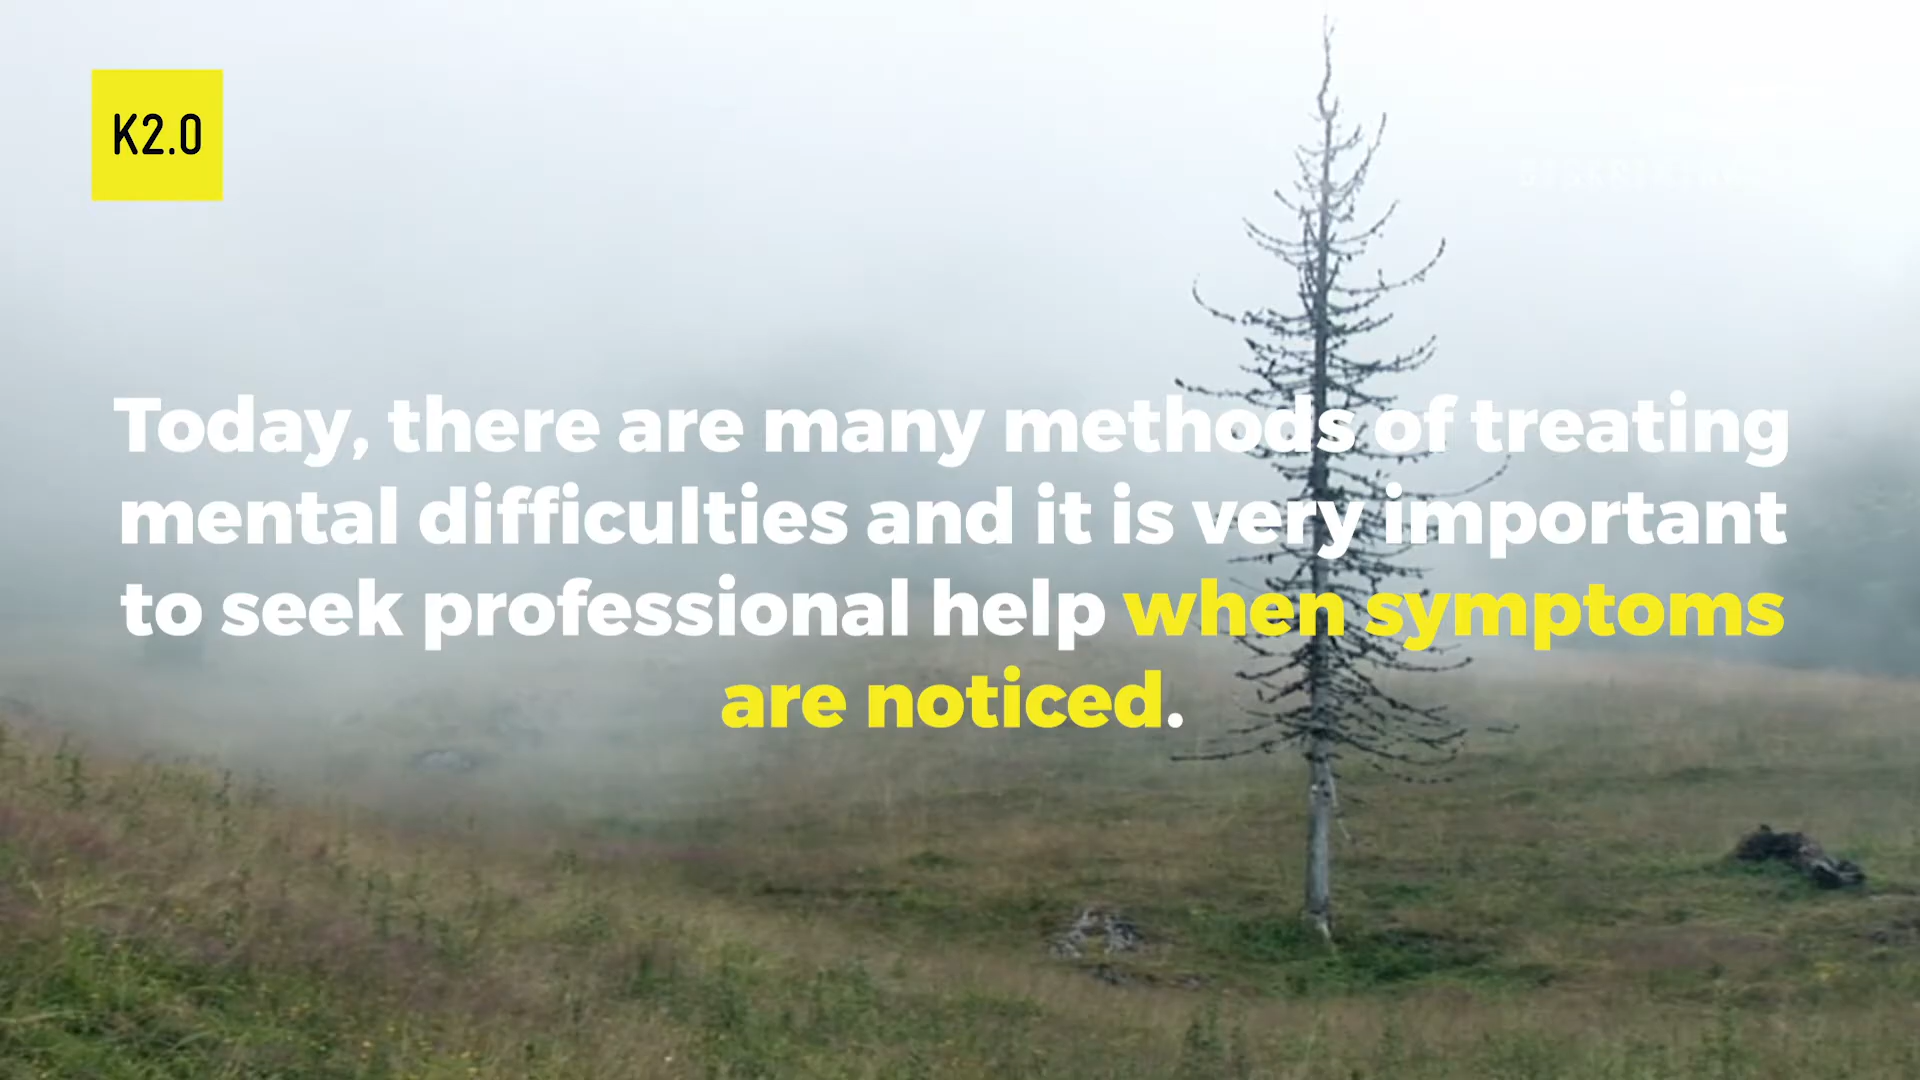 K2.0
Today, there are many methods of treating
mental difficulties and it is very important
to seek professional help when symptoms
are noticed.